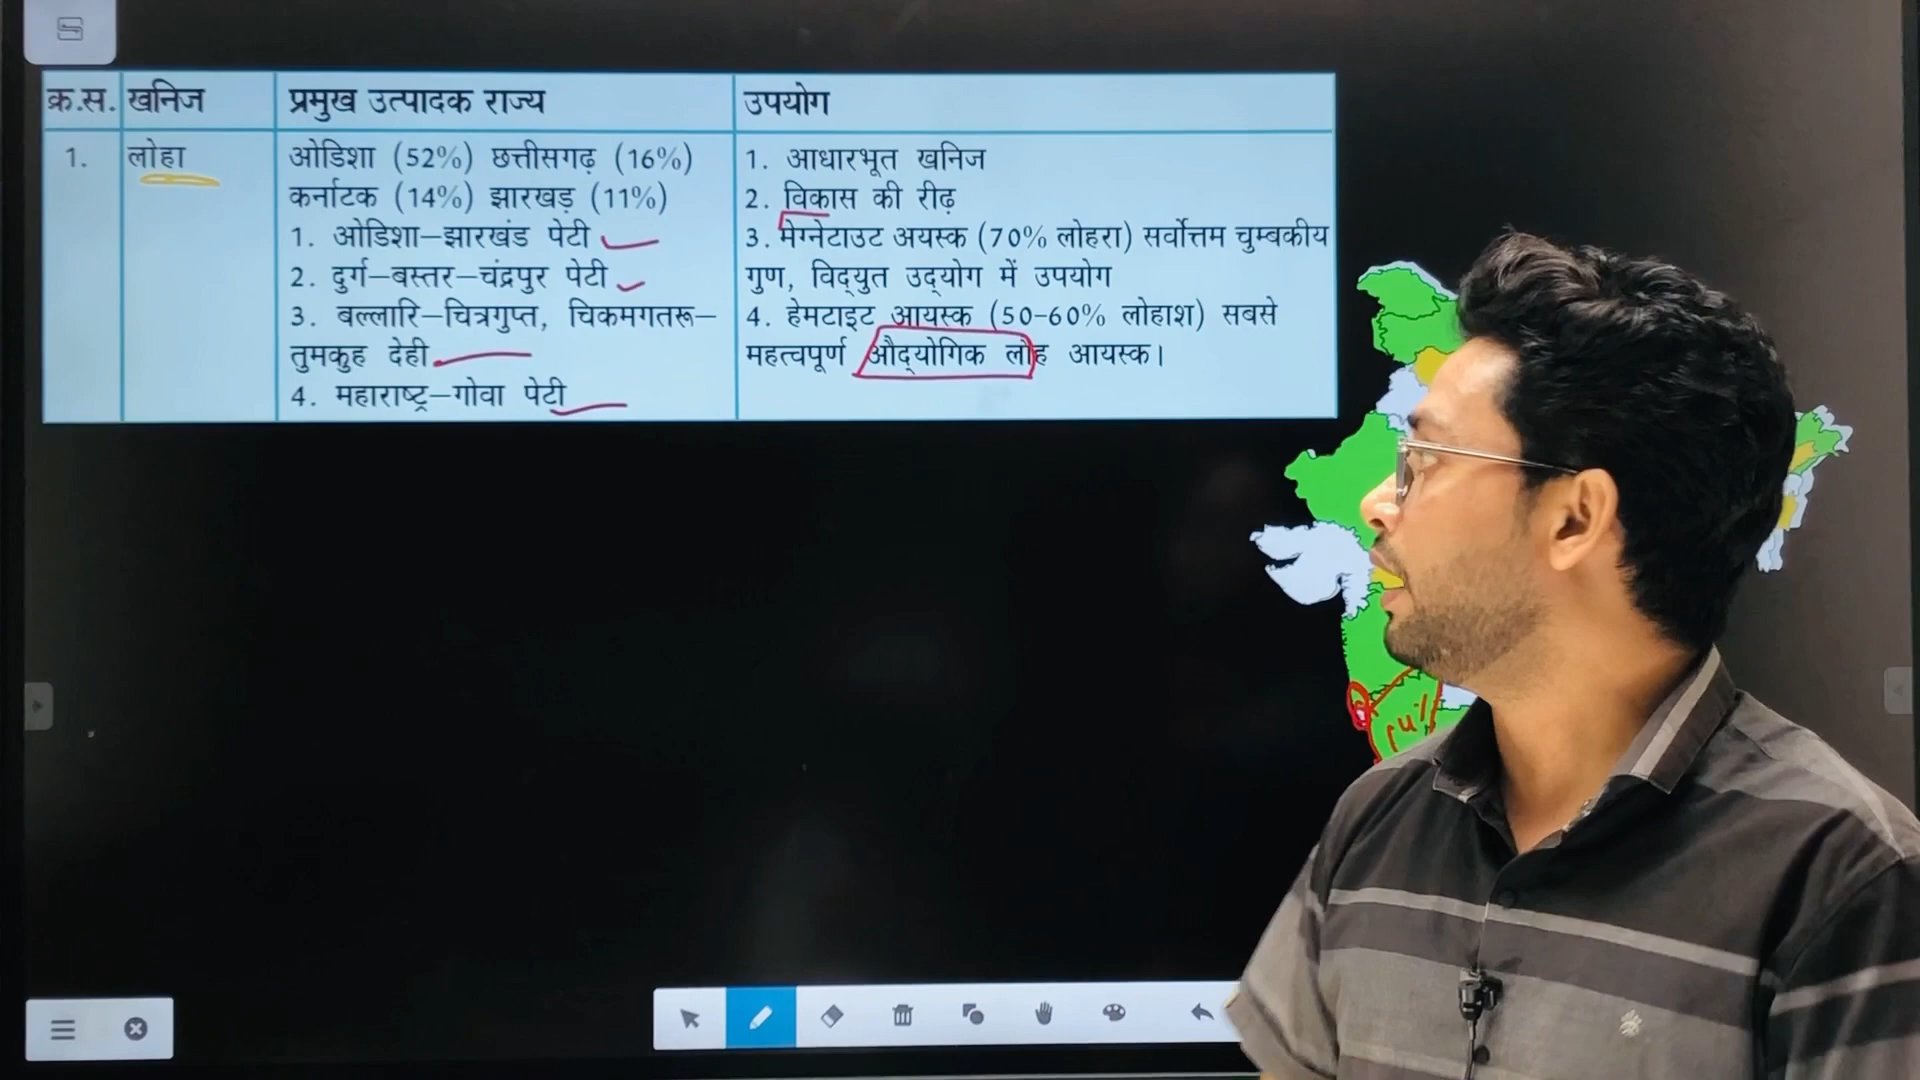 क्र.स. खनिज प्रमुख उत्पादक राज्य उपयोग
1. लोहा
ओडिशा (52%) छत्तीसगढ़ (16%)
कर्नाटक (14%) झारखड़ (11%)
1. ओडिशा–झारखंड पेटी
2. दुर्ग–बस्तर–चंद्रपुर पेटी
3. बल्लारि–चित्रगुप्त, चिकमगतरू–
तुमकुह देही
4. महाराष्ट्र–गोवा पेटी
1. आधारभूत खनिज
2. विकास की रीढ़
3. मेग्नेटाउट अयस्क (70% लोहरा) सर्वोत्तम चुम्बकीय
गुण, विद्‌युत उद्‌योग में उपयोग
4. हेमटाइट आयस्क (50-60% लोहाश) सबसे
महत्वपूर्ण औद्‌योगिक लोह आयस्क।
14%